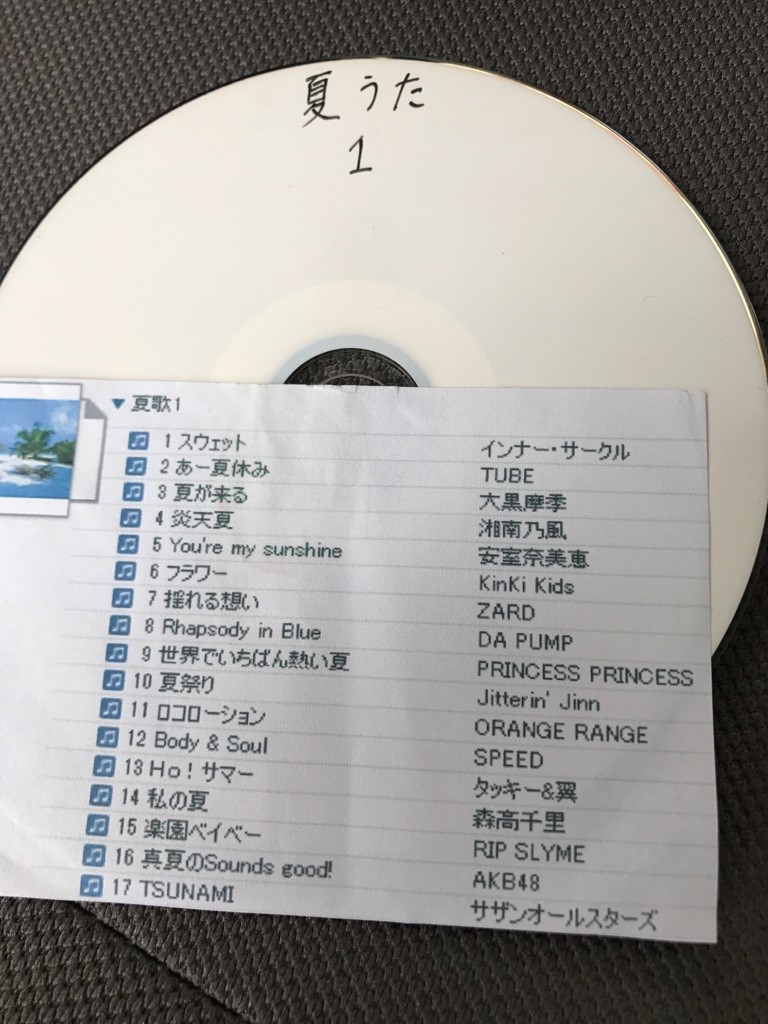 夏うた
1
▼ 夏歌1
1 スウェット インナー・サークル
2 あー夏休み TUBE
3 夏が来る 大黒摩季
4 炎天夏 湘南乃風
5 You're my sunshine 安室奈美恵
6 フラワー KinKi Kids
7 揺れる想い ZARD
8 Rhapsody in Blue DA PUMP
9 世界でいちばん熱い夏 PRINCESS PRINCESS
10 夏祭り Jitterin' Jinn
11 ロコローション ORANGE RANGE
12 Body & Soul SPEED
13 Ho！サマー タッキー&翼
14 私の夏 森高千里
15 楽園ベイベー RIP SLYME
16 真夏のSounds good! AKB48
17 TSUNAMI サザンオールスターズ